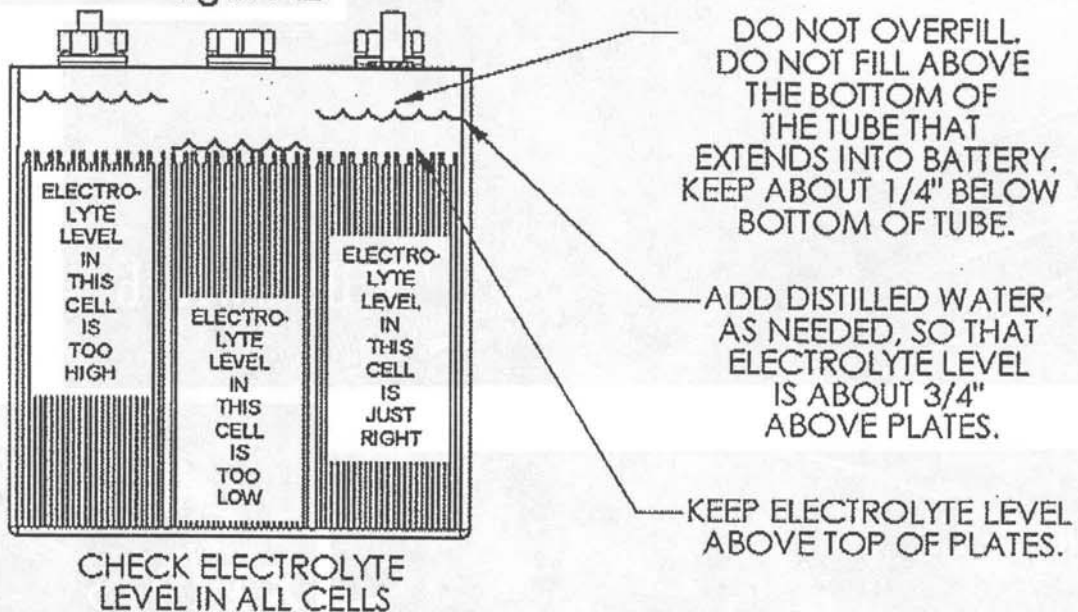 DO NOT OVERFILL.
DO NOT FILL ABOVE
THE BOTTOM OF
THE TUBE THAT
EXTENDS INTO BATTERY.
KEEP ABOUT 1/4" BELOW
BOTTOM OF TUBE.
ADD DISTILLED WATER,
AS NEEDED, SO THAT
ELECTROLYTE LEVEL
IS ABOUT 3/4"
ABOVE PLATES.
KEEP ELECTROLYTE LEVEL
ABOVE TOP OF PLATES.
ELECTRO-
LYTE
LEVEL
IN
THIS
CELL
IS
TOO
HIGH
ELECTRO-
LYTE
LEVEL
IN
THIS
CELL
IS
TOO
LOW
ELECTRO-
LYTE
LEVEL
IN
THIS
CELL
IS
JUST
RIGHT
CHECK ELECTROLYTE
LEVEL IN ALL CELLS